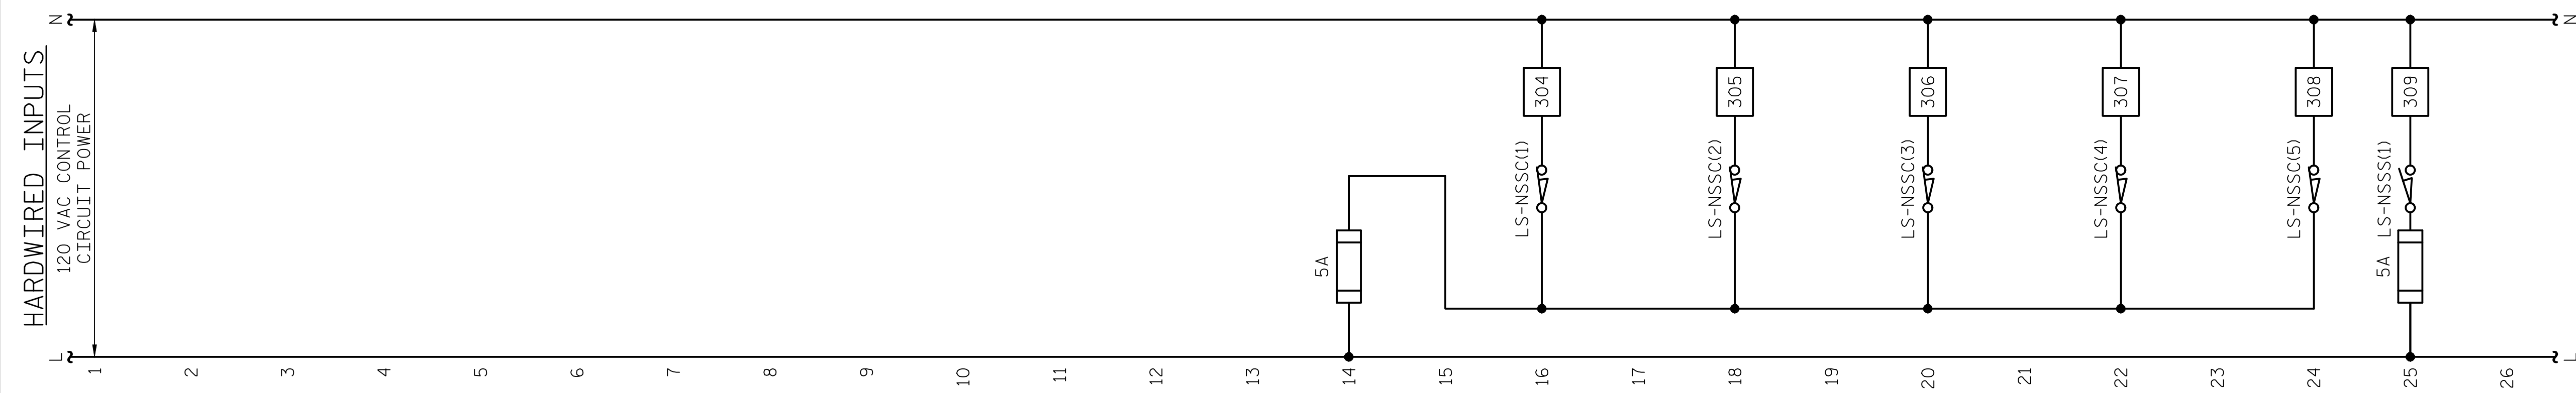 HARDWIRED INPUTS
120 VAC CONTROL
CIRCUIT POWER
L
N
1
2
3
4
5
6
7
8
9
10
11
12
13
14
5A
15
16
LS-NSSC(1)
304
17
18
LS-NSSC(2)
305
19
20
LS-NSSC(3)
306
21
22
LS-NSSC(4)
307
23
24
LS-NSSC(5)
308
25
5A
LS-NSSS(1)
309
26
L
N